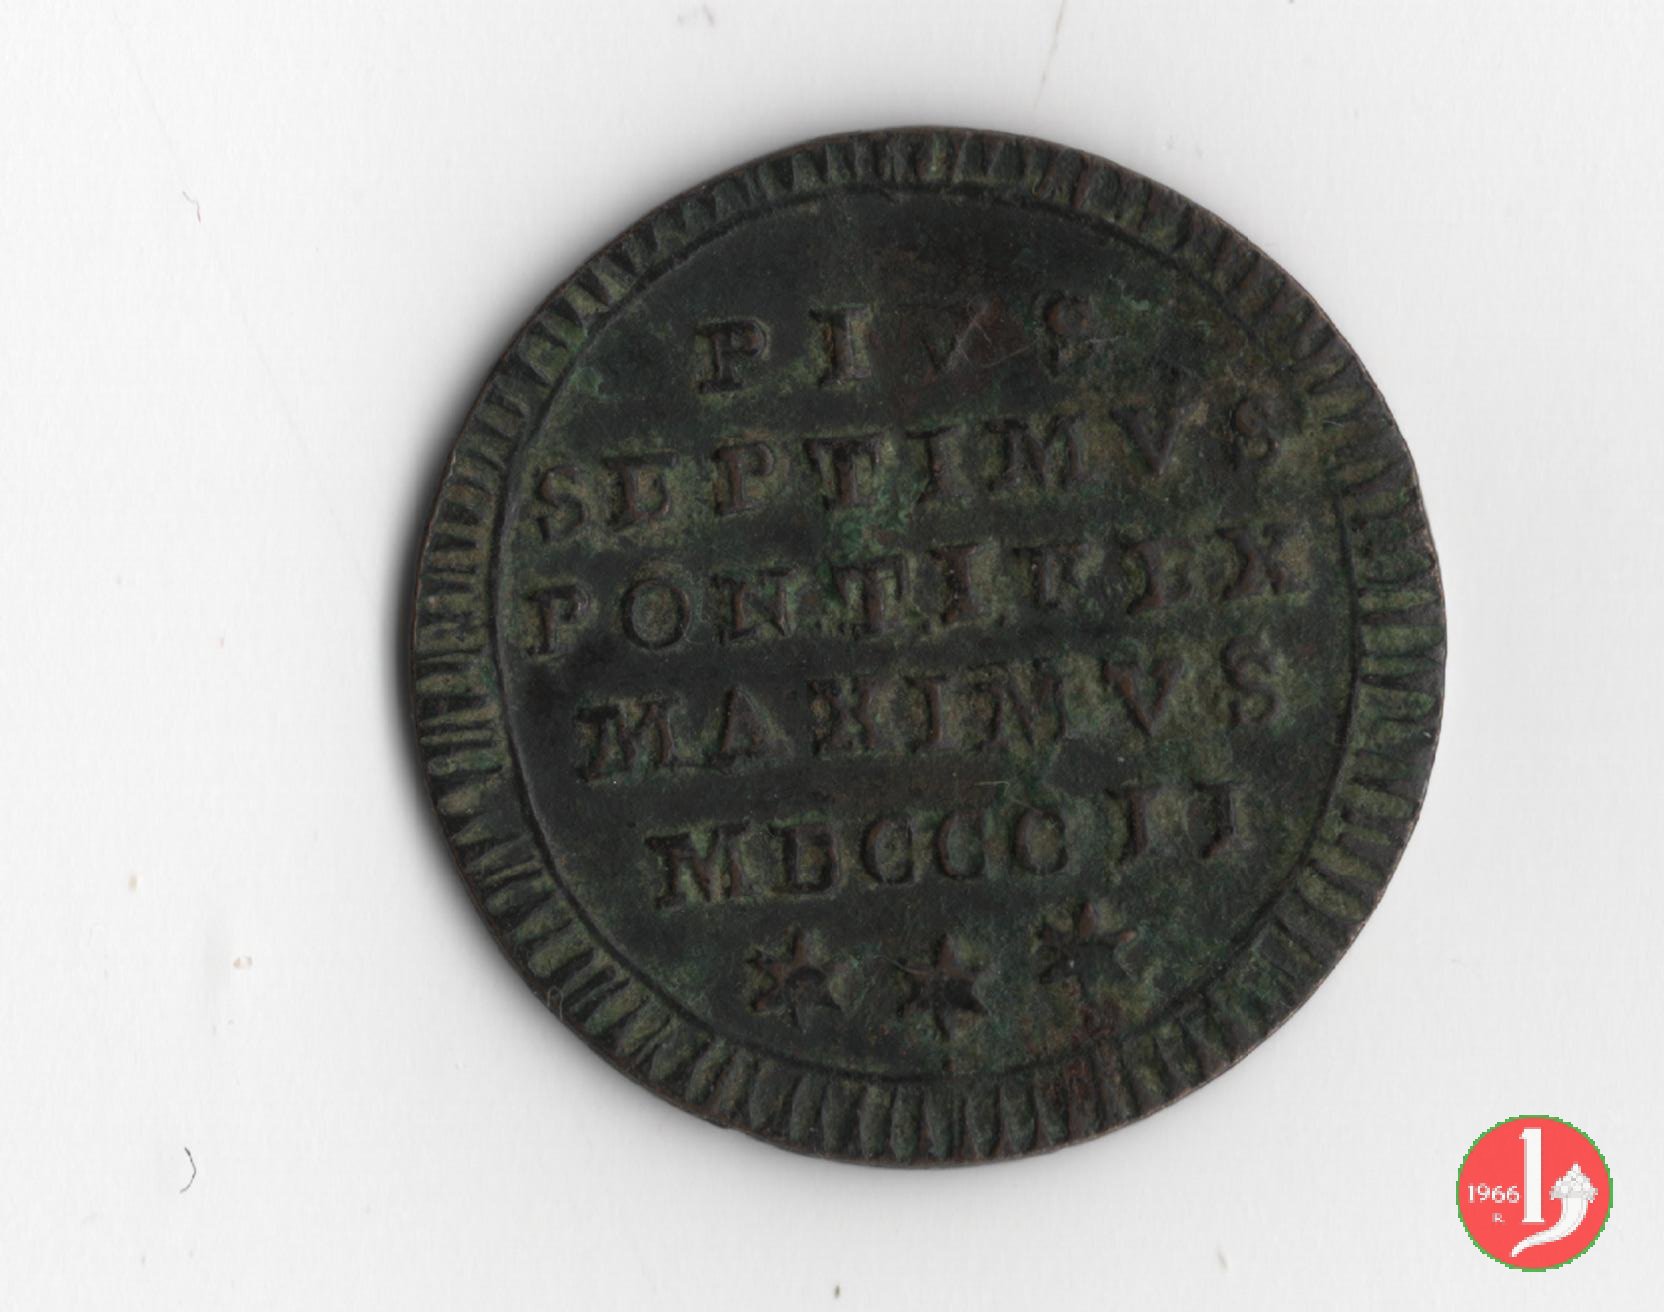 PIVS
SEPTIMVS
PONTIFEX
MAXIMVS
MDCCCII
1966
R